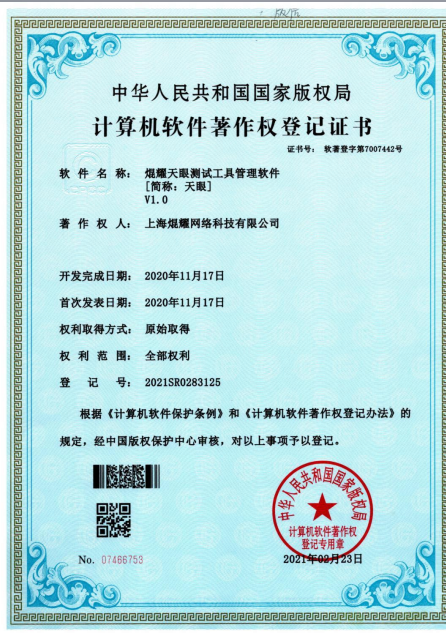 中华人民共和国国家版权局
计算机软件著作权登记证书
证书号： 软著登字第7007442号
软件名称： 焜耀天眼测试工具管理软件
[简称：天眼]
V1.0
著作权人： 上海焜耀网络科技有限公司
开发完成日期： 2020年11月17日
首次发表日期： 2020年11月17日
权利取得方式： 原始取得
权利范围： 全部权利
登记号： 2021SR0283125
根据《计算机软件保护条例》和《计算机软件著作权登记办法》的
规定，经中国版权保护中心审核，对以上事项予以登记。
中华人民共和国国家版权局
计算机软件著作权
登记专用章
No. 07466753
2021年02月23日